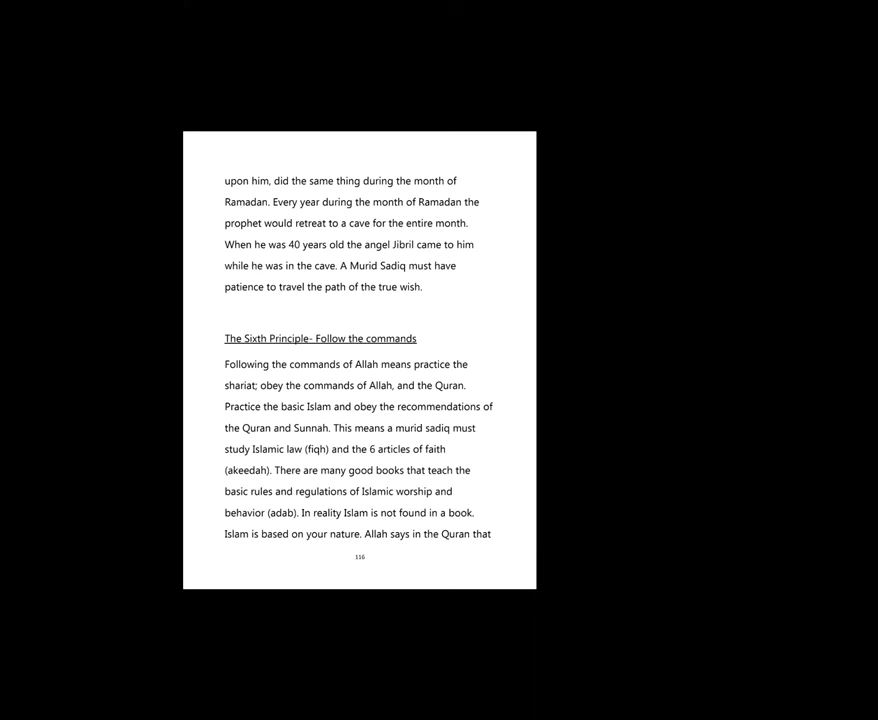 upon him, did the same thing during the month of
Ramadan. Every year during the month of Ramadan the
prophet would retreat to a cave for the entire month.
When he was 40 years old the angel Jibril came to him
while he was in the cave. A Murid Sadiq must have
patience to travel the path of the true wish.
The Sixth Principle- Follow the commands
Following the commands of Allah means practice the
shariat; obey the commands of Allah, and the Quran.
Practice the basic Islam and obey the recommendations of
the Quran and Sunnah. This means a murid sadiq must
study Islamic law (fiqh) and the 6 articles of faith
(akeedah). There are many good books that teach the
basic rules and regulations of Islamic worship and
behavior (adab). In reality Islam is not found in a book.
Islam is based on your nature. Allah says in the Quran that
116